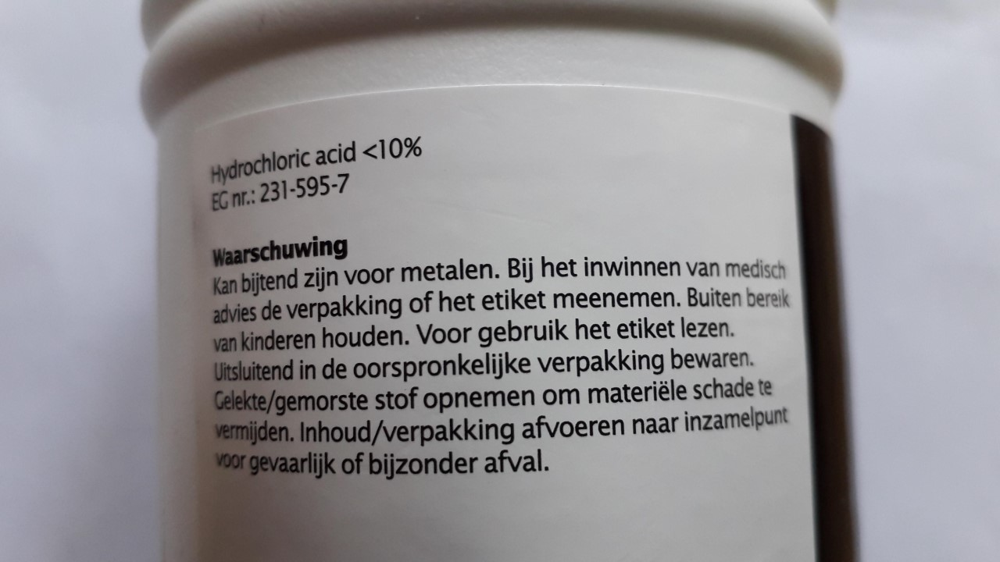 Hydrochloric acid <10%
EG nr.: 231-595-7
Waarschuwing
Kan bijtend zijn voor metalen. Bij het inwinnen van medisch
advies de verpakking of het etiket meenemen. Buiten bereik
van kinderen houden. Voor gebruik het etiket lezen.
Uitsluitend in de oorspronkelijke verpakking bewaren.
Gelekte/gemorste stof opnemen om materiële schade te
vermijden. Inhoud/verpakking afvoeren naar inzamelpunt
voor gevaarlijk of bijzonder afval.